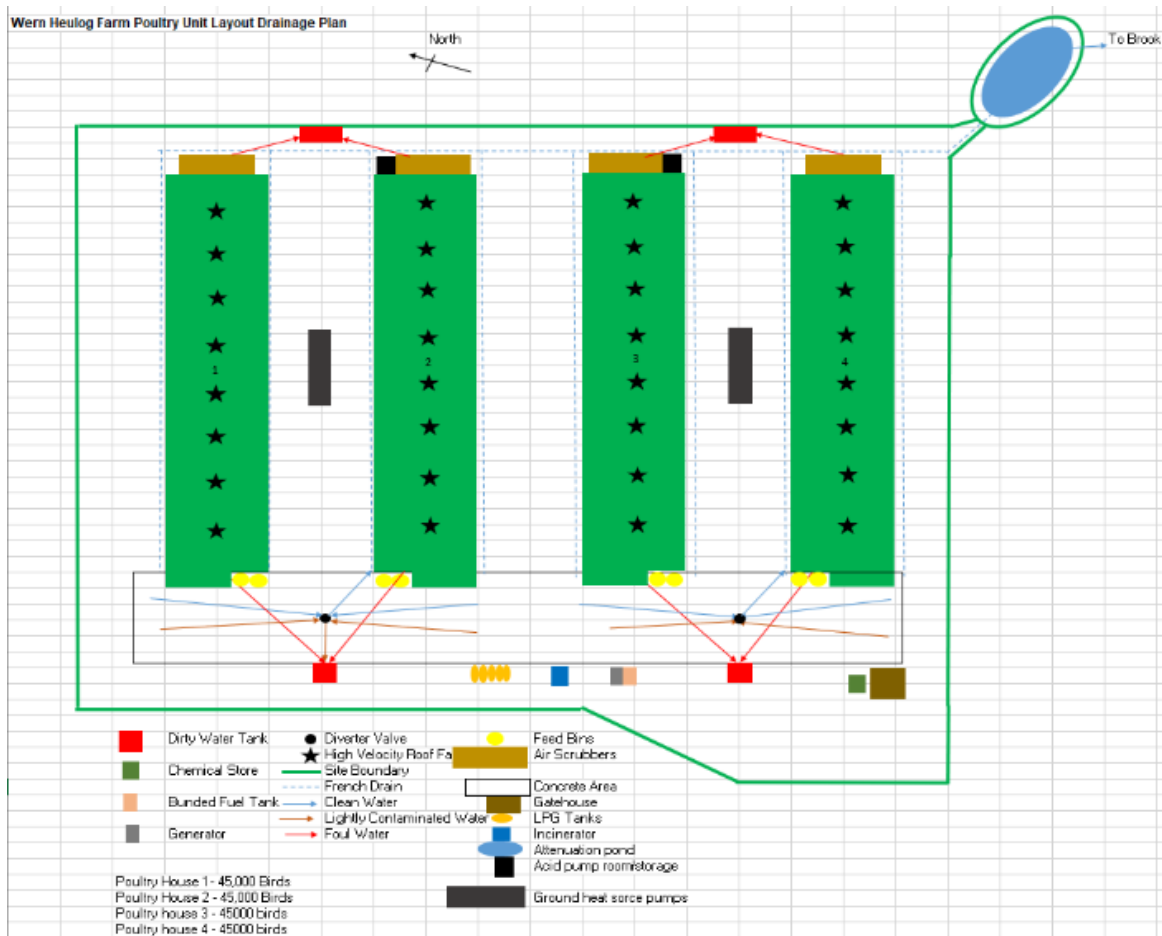 Wern Heulog Farm Poultry Unit Layout Drainage Plan
North
To Brook
1
2
3
4
Dirty Water Tank
Diverter Valve
Feed Bins
High Velocity Roof Fa
Air Scrubbers
Chemical Store
Site Boundary
French Drain
Concrete Area
Bunded Fuel Tank
Clean Water
Gatehouse
Lightly Contaminated Water
LPG Tanks
Generator
Foul Water
Incinerator
Attenuation pond
Acid pump room/storage
Poultry House 1 - 45,000 Birds
Poultry House 2 - 45,000 Birds
Ground heat sorce pumps
Poultry house 3 - 45000 birds
Poultry house 4 - 45000 birds